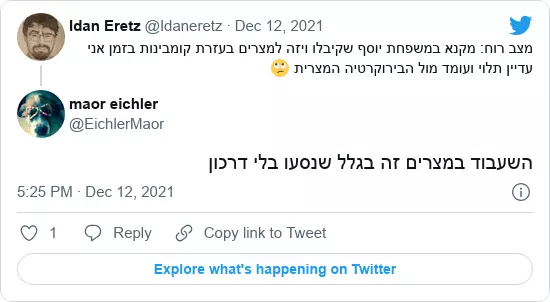 Idan Eretz @Idaneretz · Dec 12, 2021
מצב רוח: מקנא במשפחת יוסף שקיבלו ויזה למצרים בעזרת קומבינות בזמן אני
עדיין תלוי ועומד מול הבירוקרטיה המצרית 🙄
maor eichler
@EichlerMaor
השעבוד במצרים זה בגלל שנסעו בלי דרכון
5:25 PM · Dec 12, 2021
1 Reply Copy link to Tweet
Explore what's happening on Twitter